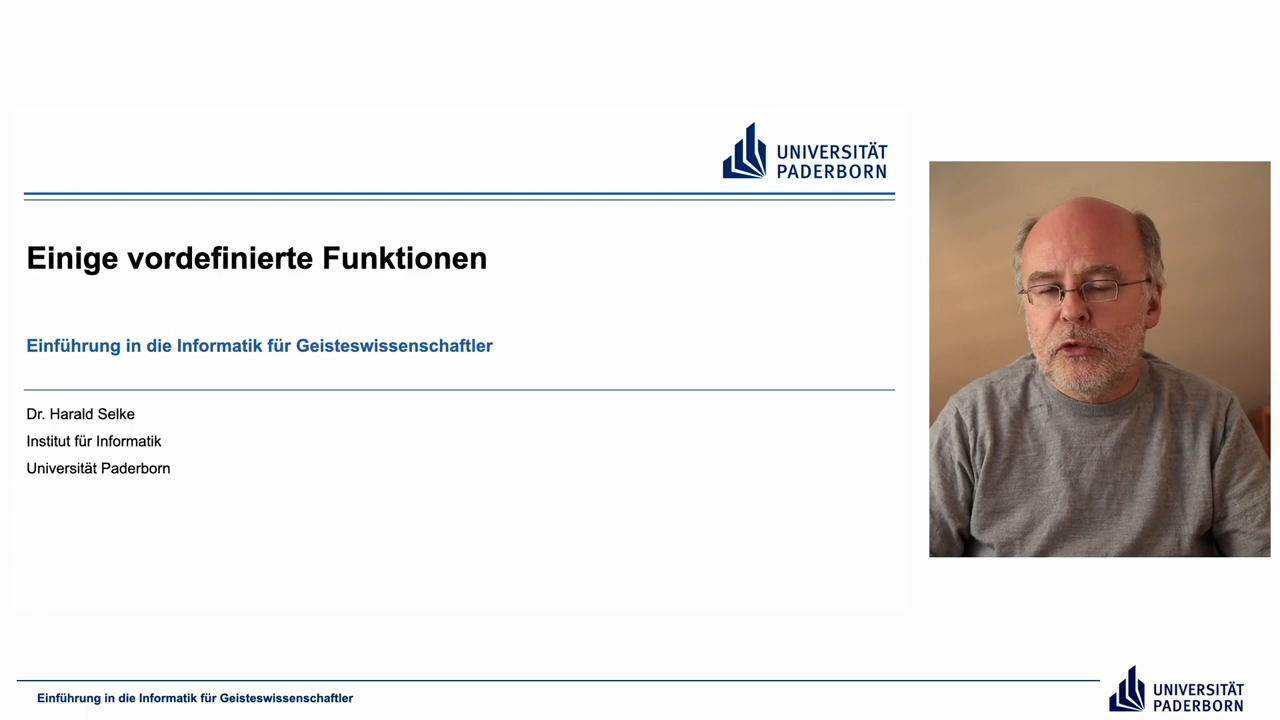 UNIVERSITÄT
PADERBORN
Einige vordefinierte Funktionen
Einführung in die Informatik für Geisteswissenschaftler
Dr. Harald Selke
Institut für Informatik
Universität Paderborn
Einführung in die Informatik für Geisteswissenschaftler
UNIVERSITÄT
PADERBORN